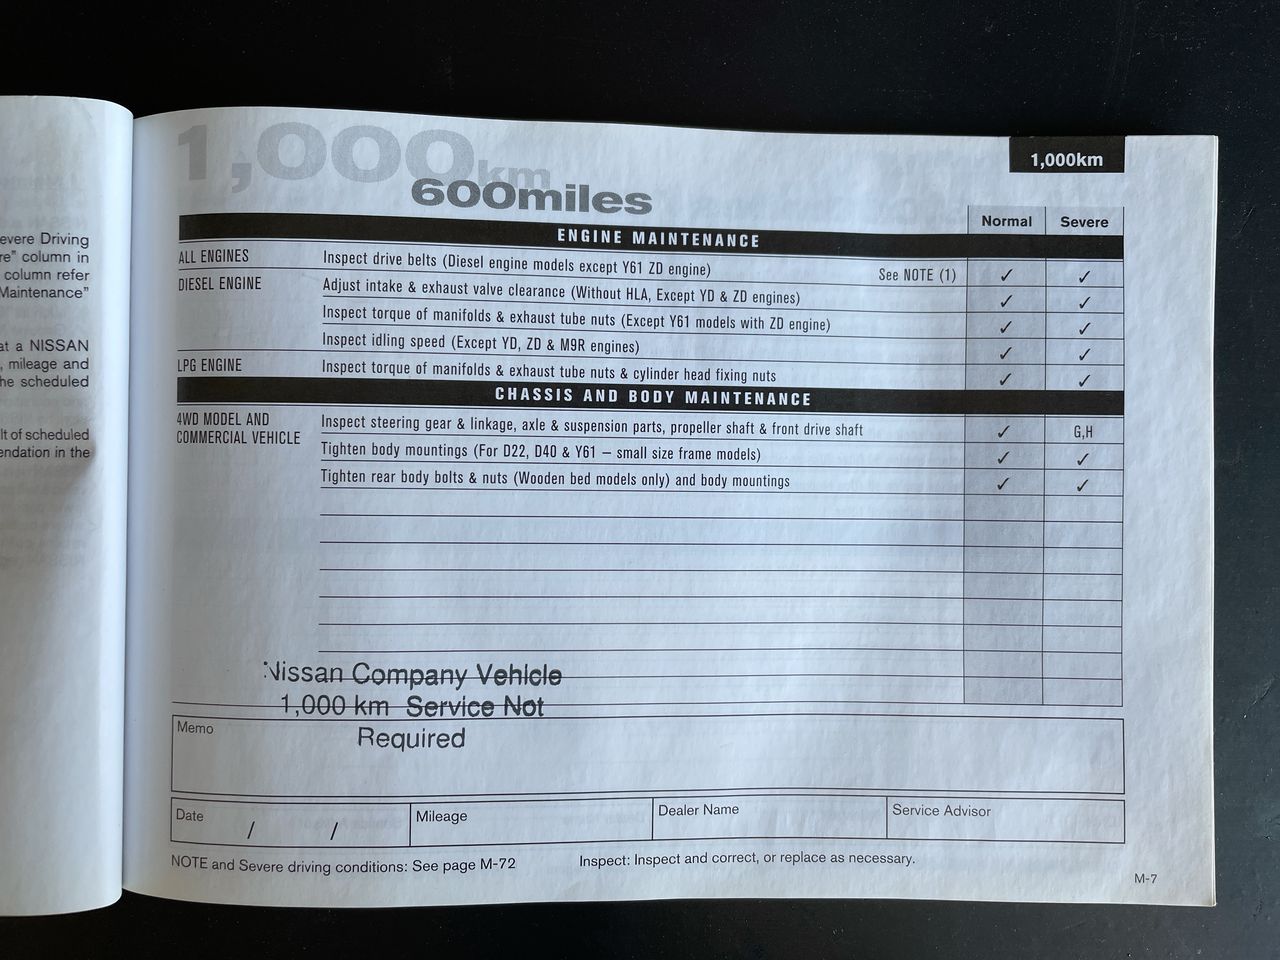 evere Driving
re" column in
column refer
Maintenance"
at a NISSAN
, mileage and
he scheduled
lt of scheduled
endation in the
1,000km
600miles
1,000km
Normal Severe
ENGINE MAINTENANCE
ALL ENGINES Inspect drive belts (Diesel engine models except Y61 ZD engine) See NOTE (1) ✓ ✓
DIESEL ENGINE Adjust intake & exhaust valve clearance (Without HLA, Except YD & ZD engines) ✓ ✓
Inspect torque of manifolds & exhaust tube nuts (Except Y61 models with ZD engine) ✓ ✓
Inspect idling speed (Except YD, ZD & M9R engines) ✓ ✓
LPG ENGINE Inspect torque of manifolds & exhaust tube nuts & cylinder head fixing nuts ✓ ✓
CHASSIS AND BODY MAINTENANCE
4WD MODEL AND
COMMERCIAL VEHICLE
Inspect steering gear & linkage, axle & suspension parts, propeller shaft & front drive shaft ✓ G,H
Tighten body mountings (For D22, D40 & Y61 – small size frame models) ✓ ✓
Tighten rear body bolts & nuts (Wooden bed models only) and body mountings ✓ ✓
Nissan Company Vehicle
1,000 km Service Not
Required
Memo
Date / / Mileage Dealer Name Service Advisor
NOTE and Severe driving conditions: See page M-72 Inspect: Inspect and correct, or replace as necessary.
M-7